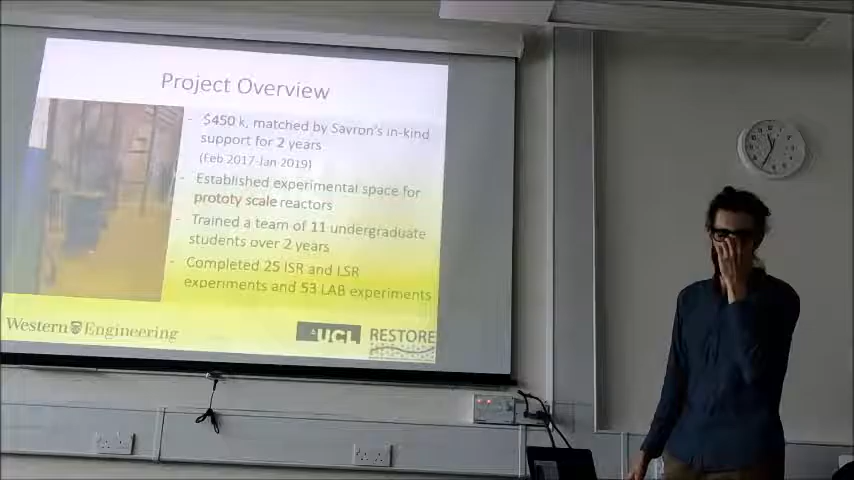 Project Overview
- $450 k, matched by Savron's in-kind
support for 2 years
(Feb 2017-Jan 2019)
- Established experimental space for
prototy scale reactors
- Trained a team of 11 undergraduate
students over 2 years
- Completed 25 ISR and LSR
experiments and 53 LAB experiments
Western Engineering
UCL
RESTORE